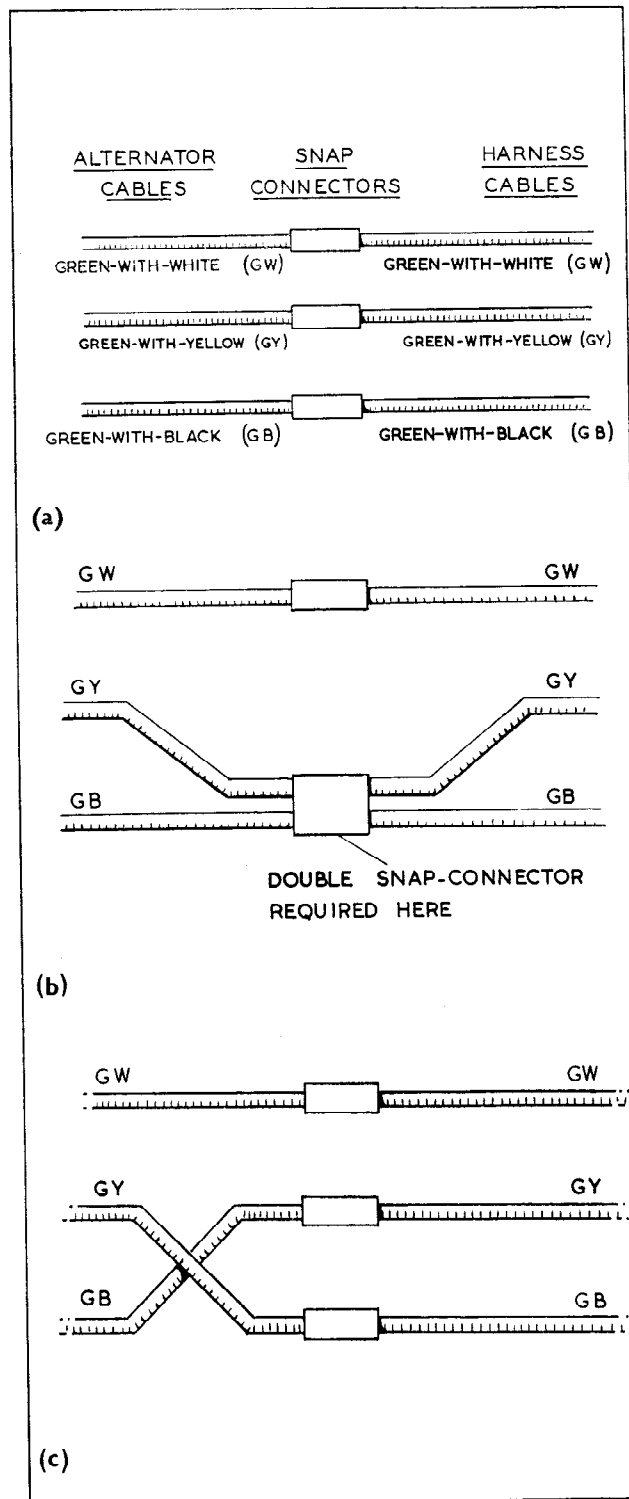 ALTERNATOR CABLES
SNAP CONNECTORS
HARNESS CABLES
GREEN-WITH-WHITE (GW)
GREEN-WITH-WHITE (GW)
GREEN-WITH-YELLOW (GY)
GREEN-WITH-YELLOW (GY)
GREEN-WITH-BLACK (GB)
GREEN-WITH-BLACK (GB)
(a)
GW
GW
GY
GY
GB
GB
DOUBLE SNAP-CONNECTOR
REQUIRED HERE
(b)
GW
GW
GY
GY
GB
GB
(c)